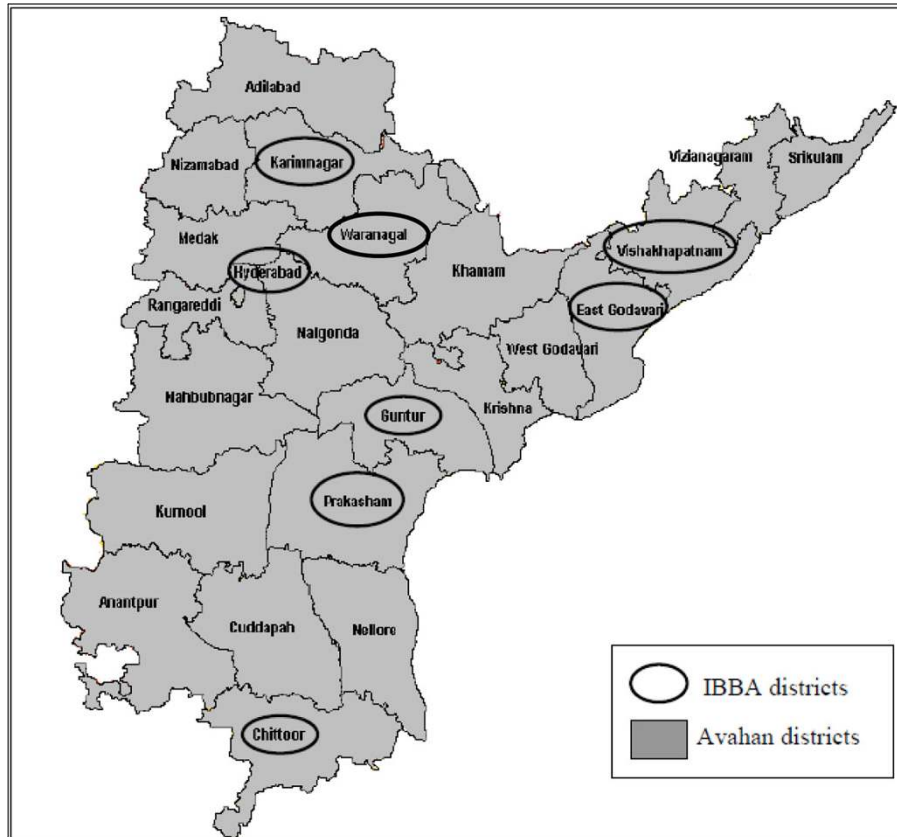 Adilabad
Nizamabad
Karimnagar
Vizianagaram
Srikulam
Medak
Waranagal
Vishakhapatnam
Hyderabad
Khamam
Rangareddi
East Godavari
Nalgonda
West Godavari
Mahbubnagar
Guntur
Krishna
Prakasham
Kurnool
Anantpur
Cuddapah
Nellore
IBBA districts
Avahan districts
Chittoor